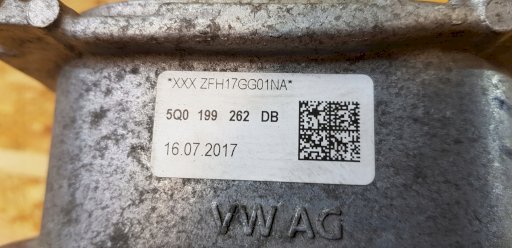 *XXX ZFH17GG01NA*
5Q0 199 262 DB
16.07.2017
VW AG